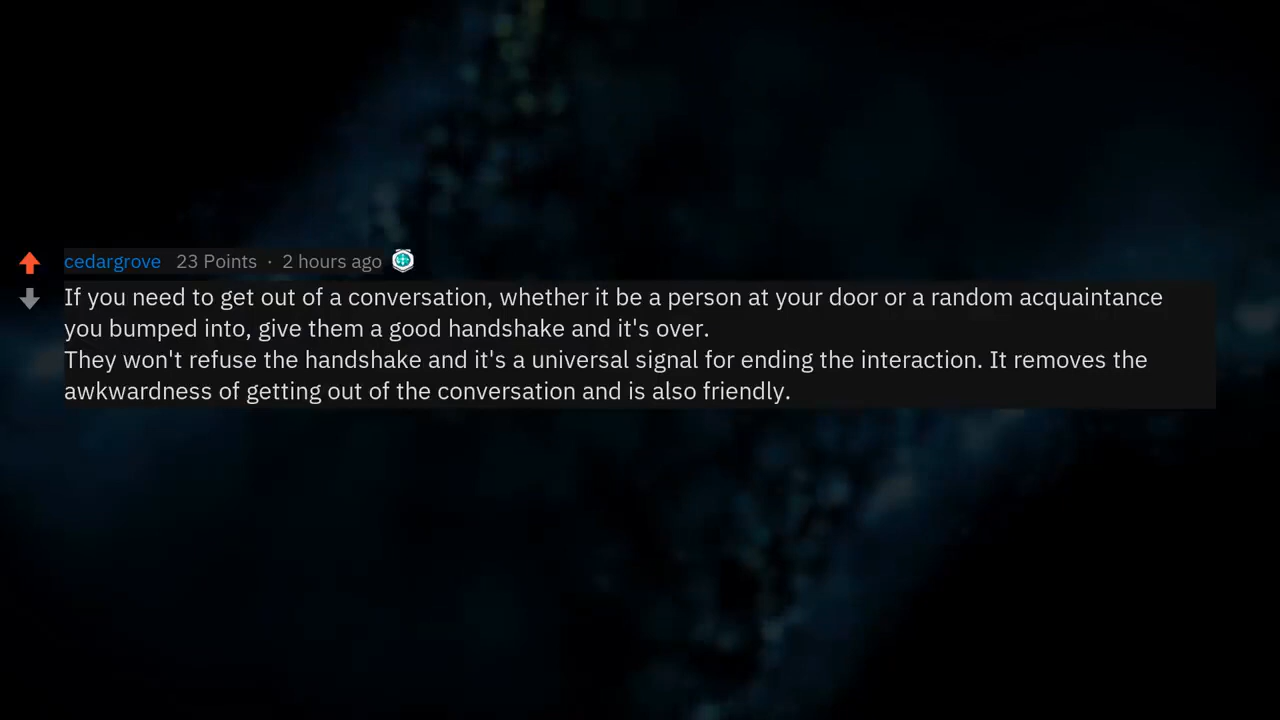 cedargrove 23 Points · 2 hours ago
If you need to get out of a conversation, whether it be a person at your door or a random acquaintance
you bumped into, give them a good handshake and it's over.
They won't refuse the handshake and it's a universal signal for ending the interaction. It removes the
awkwardness of getting out of the conversation and is also friendly.